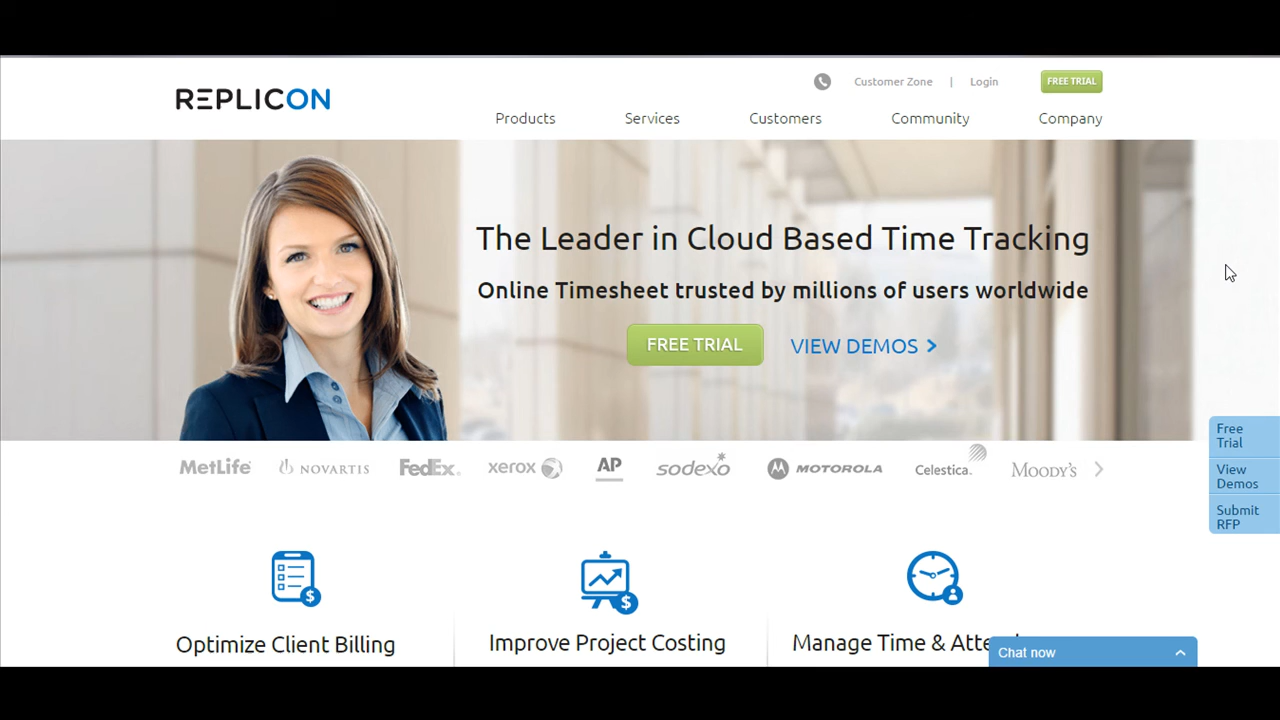 Customer Zone | Login FREE TRIAL
REPLICON
Products Services Customers Community Company
The Leader in Cloud Based Time Tracking
Online Timesheet trusted by millions of users worldwide
FREE TRIAL VIEW DEMOS
Free
Trial
View
Demos
Submit
RFP
MetLife NOVARTIS FedEx xerox AP sodexo MOTOROLA Celestica. MOODY'S
$ $
Optimize Client Billing Improve Project Costing Manage Time &
Chat now